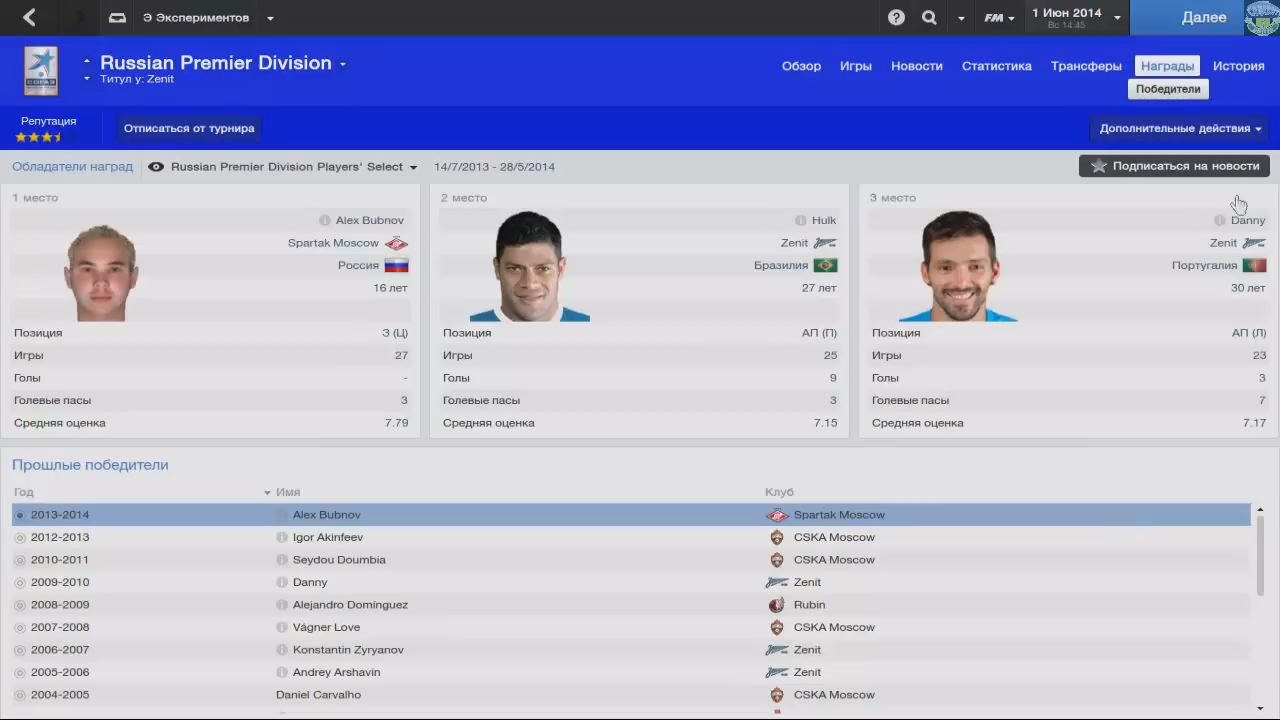 Э Экспериментов
? FM 1 Июн 2014
Вс 14:45
Далее
Russian Premier Division
Титул у: Zenit
Обзор Игры Новости Статистика Трансферы Награды История
Победители
Репутация
Отписаться от турнира
Дополнительные действия
Обладатели наград Russian Premier Division Players' Select 14/7/2013 - 28/5/2014
Подписаться на новости
1 место
Alex Bubnov
Spartak Moscow
Россия
16 лет
Позиция З (Ц)
Игры 27
Голы -
Голевые пасы 3
Средняя оценка 7.79
2 место
Hulk
Zenit
Бразилия
27 лет
Позиция АП (П)
Игры 25
Голы 9
Голевые пасы 3
Средняя оценка 7.15
3 место
Danny
Zenit
Португалия
30 лет
Позиция АП (Л)
Игры 23
Голы 3
Голевые пасы 7
Средняя оценка 7.17
Прошлые победители
Год Имя Клуб
2013-2014 Alex Bubnov Spartak Moscow
2012-2013 Igor Akinfeev CSKA Moscow
2010-2011 Seydou Doumbia CSKA Moscow
2009-2010 Danny Zenit
2008-2009 Alejandro Domínguez Rubin
2007-2008 Vágner Love CSKA Moscow
2006-2007 Konstantin Zyryanov Zenit
2005-2006 Andrey Arshavin Zenit
2004-2005 Daniel Carvalho CSKA Moscow